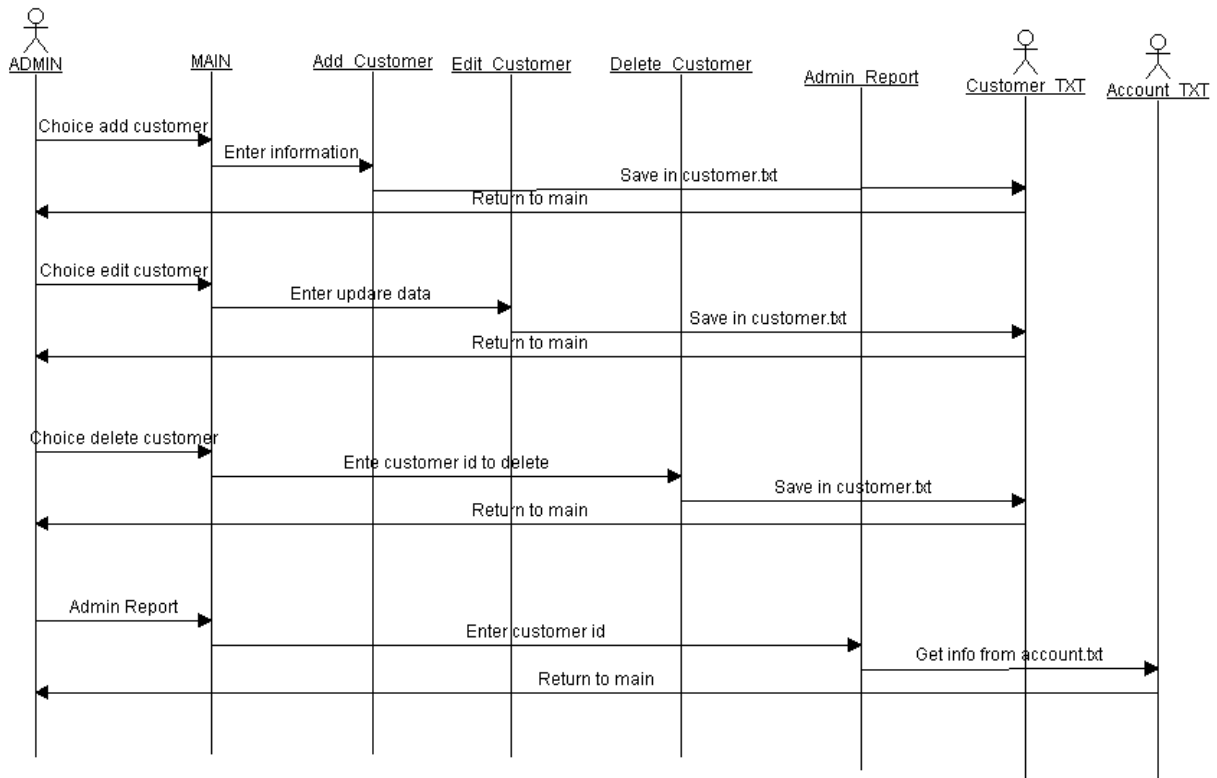 ADMIN
MAIN
Add_Customer
Edit_Customer
Delete_Customer
Admin_Report
Customer_TXT
Account_TXT
Choice add customer
Enter information
Save in customer.txt
Return to main
Choice edit customer
Enter updare data
Save in customer.txt
Return to main
Choice delete customer
Ente customer id to delete
Save in customer.txt
Return to main
Admin Report
Enter customer id
Get info from account.txt
Return to main